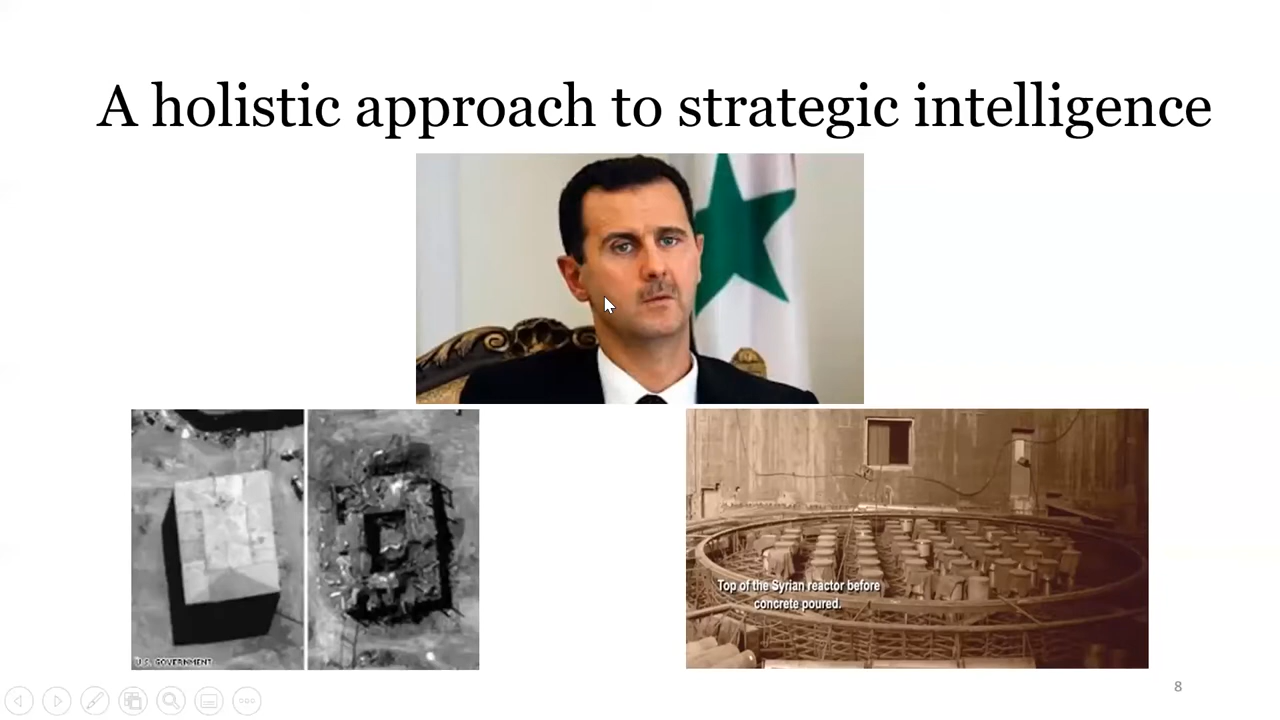 A holistic approach to strategic intelligence
U.S. GOVERNMENT
Top of the Syrian reactor before
concrete poured.
8